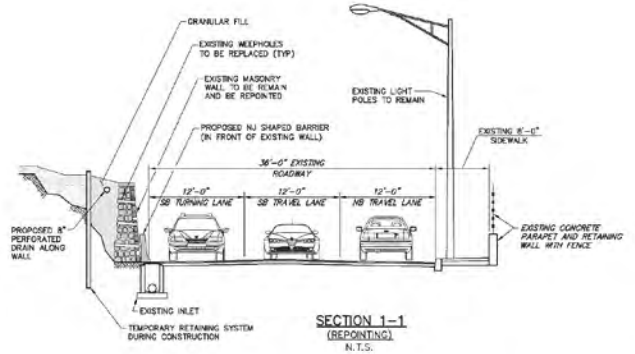 GRANULAR FILL
EXISTING WEEPHOLES
TO BE REPLACED (TYP)
EXISTING MASONRY
WALL TO BE REMAIN
AND BE REPOINTED
PROPOSED NJ SHAPED BARRIER
(IN FRONT OF EXISTING WALL)
EXISTING LIGHT
POLES TO REMAIN
EXISTING 8'-0"
SIDEWALK
36'-0" EXISTING
ROADWAY
12'-0"
SB TURNING LANE
12'-0"
SB TRAVEL LANE
12'-0"
NB TRAVEL LANE
PROPOSED 8"
PERFORATED
DRAIN ALONG
WALL
EXISTING CONCRETE
PARAPET AND RETAINING
WALL WITH FENCE
EXISTING INLET
TEMPORARY RETAINING SYSTEM
DURING CONSTRUCTION
SECTION 1-1
(REPOINTING)
N.T.S.